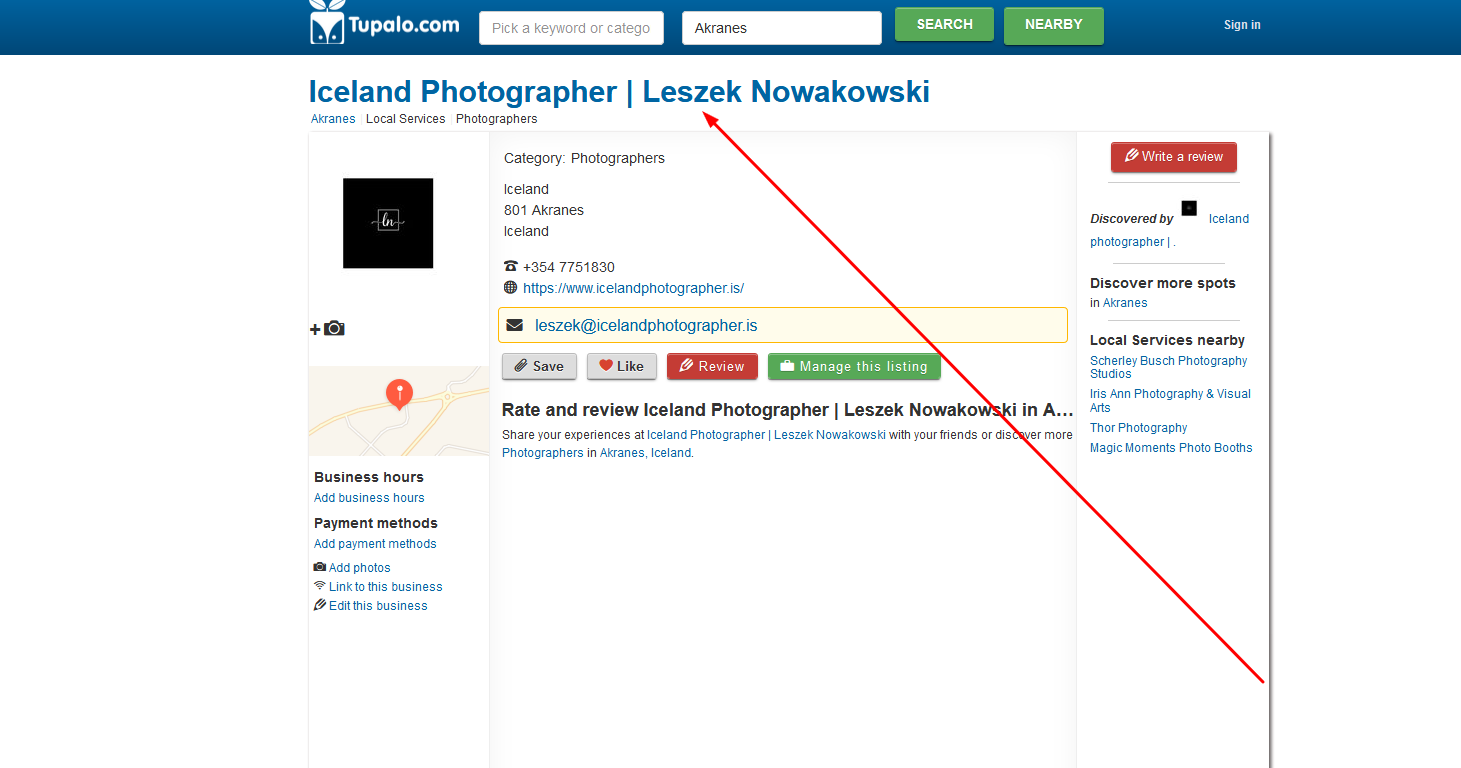 Tupalo.com
Pick a keyword or catego
Akranes
SEARCH
NEARBY
Sign in
Iceland Photographer | Leszek Nowakowski
Akranes Local Services Photographers
ln
Category: Photographers
Iceland
801 Akranes
Iceland
+354 7751830
https://www.icelandphotographer.is/
leszek@icelandphotographer.is
Save
Like
Review
Manage this listing
Rate and review Iceland Photographer | Leszek Nowakowski in A...
Share your experiences at Iceland Photographer | Leszek Nowakowski with your friends or discover more
Photographers in Akranes, Iceland.
Business hours
Add business hours
Payment methods
Add payment methods
Add photos
Link to this business
Edit this business
Write a review
Discovered by Iceland
photographer | .
Discover more spots
in Akranes
Local Services nearby
Scherley Busch Photography
Studios
Iris Ann Photography & Visual
Arts
Thor Photography
Magic Moments Photo Booths